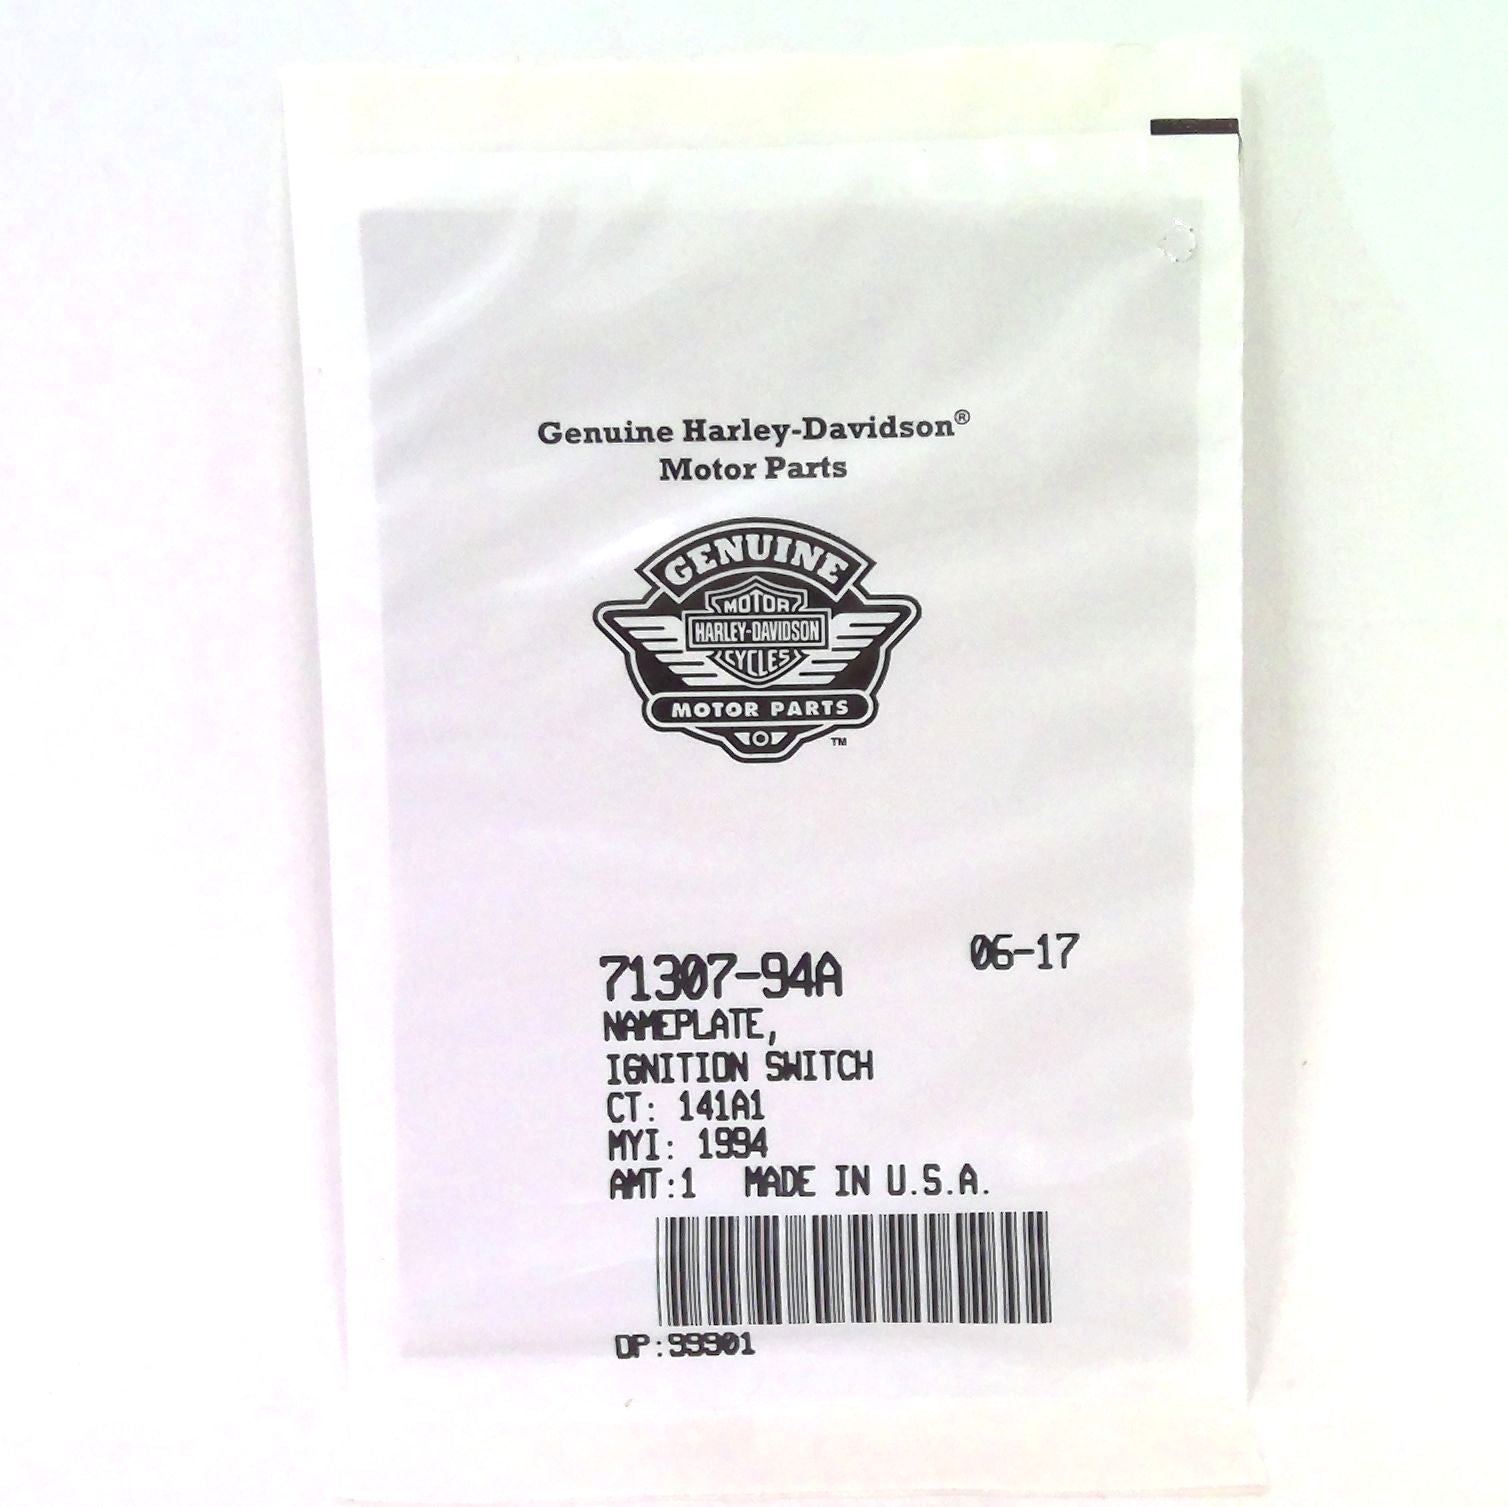 Genuine Harley-Davidson®
Motor Parts
GENUINE
MOTOR
HARLEY-DAVIDSON
CYCLES
MOTOR PARTS
™
06-17
71307-94A
NAMEPLATE,
IGNITION SWITCH
CT: 141A1
MYI: 1994
AMT:1 MADE IN U.S.A.
DP:99901